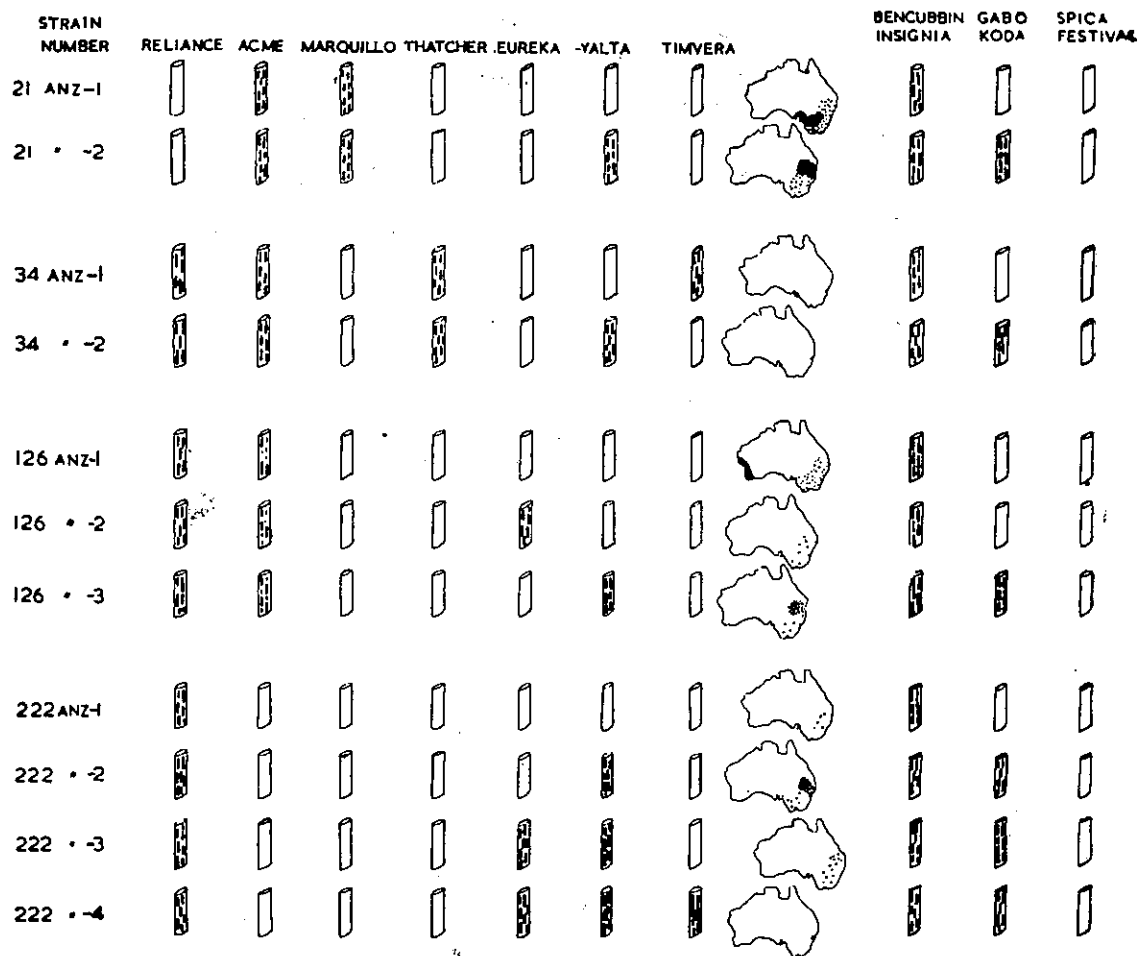 STRAIN NUMBER
RELIANCE ACME MARQUILLO THATCHER .EUREKA -YALTA TIMVERA
BENCUBBIN INSIGNIA
GABO KODA
SPICA FESTIVAL
21 ANZ-1
21 " -2
34 ANZ-1
34 " -2
126 ANZ-1
126 " -2
126 " -3
222 ANZ-1
222 " -2
222 " -3
222 " -4